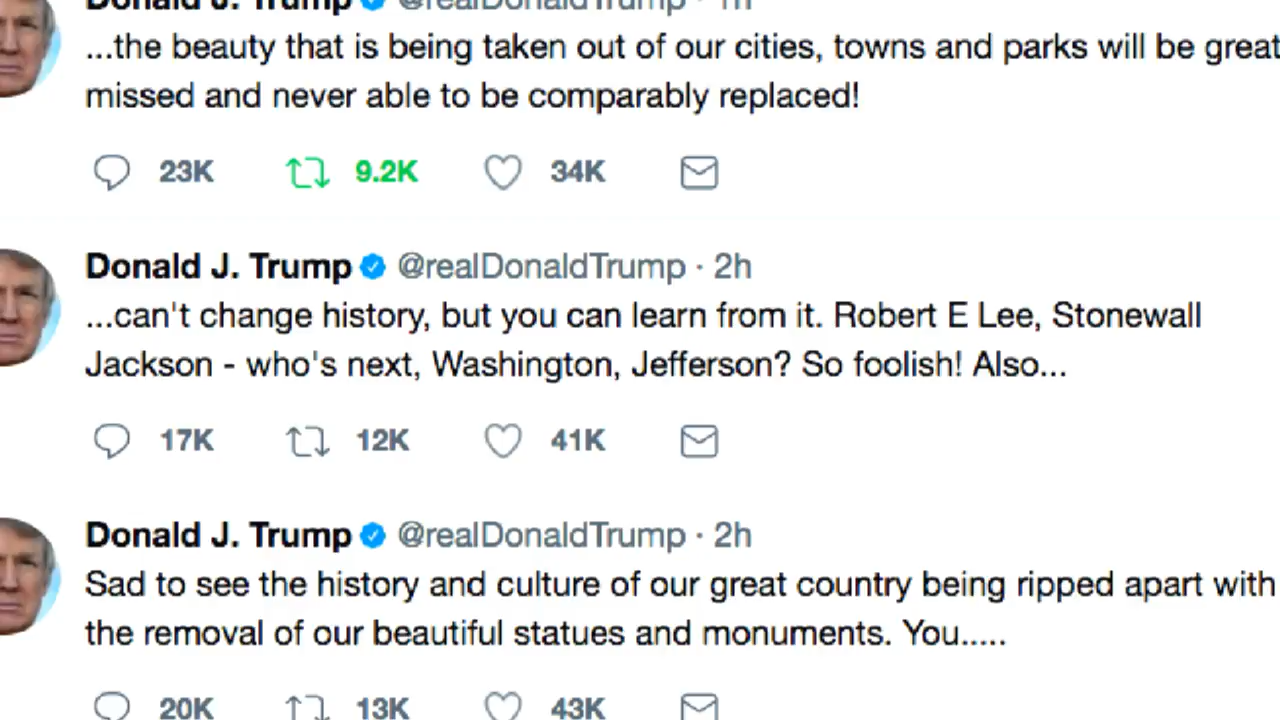 Donald J. Trump @realDonaldTrump · 1h
...the beauty that is being taken out of our cities, towns and parks will be great
missed and never able to be comparably replaced!
23K 9.2K 34K
Donald J. Trump @realDonaldTrump · 2h
...can't change history, but you can learn from it. Robert E Lee, Stonewall
Jackson - who's next, Washington, Jefferson? So foolish! Also...
17K 12K 41K
Donald J. Trump @realDonaldTrump · 2h
Sad to see the history and culture of our great country being ripped apart with
the removal of our beautiful statues and monuments. You.....
20K 13K 43K